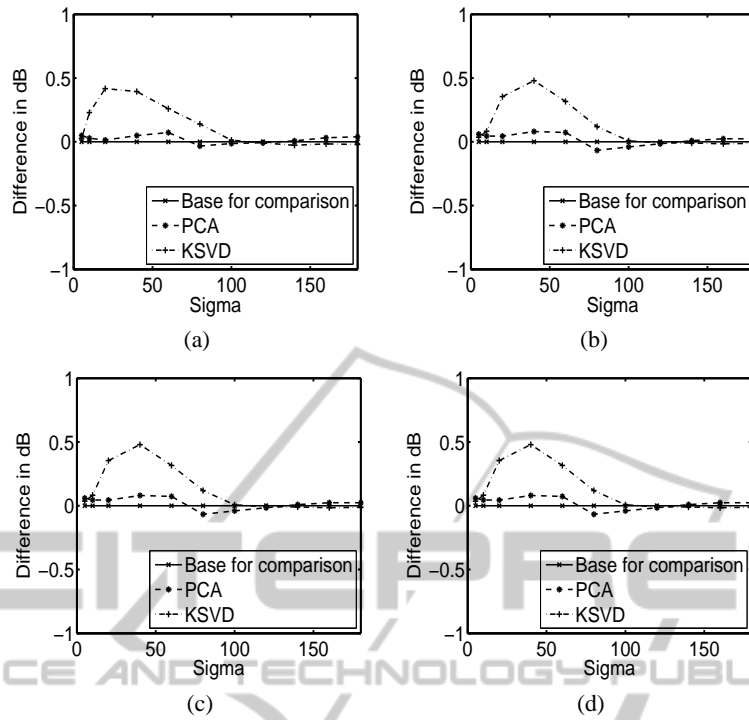 1
0.5
0
−0.5
−1
Difference in dB
0 50 100 150
Sigma
Base for comparison
PCA
KSVD
(a)
1
0.5
0
−0.5
−1
Difference in dB
0 50 100 150
Sigma
Base for comparison
PCA
KSVD
(b)
1
0.5
0
−0.5
−1
Difference in dB
0 50 100 150
Sigma
Base for comparison
PCA
KSVD
(c)
1
0.5
0
−0.5
−1
Difference in dB
0 50 100 150
Sigma
Base for comparison
PCA
KSVD
(d)
CE AND TECHNOLOGY PUBL